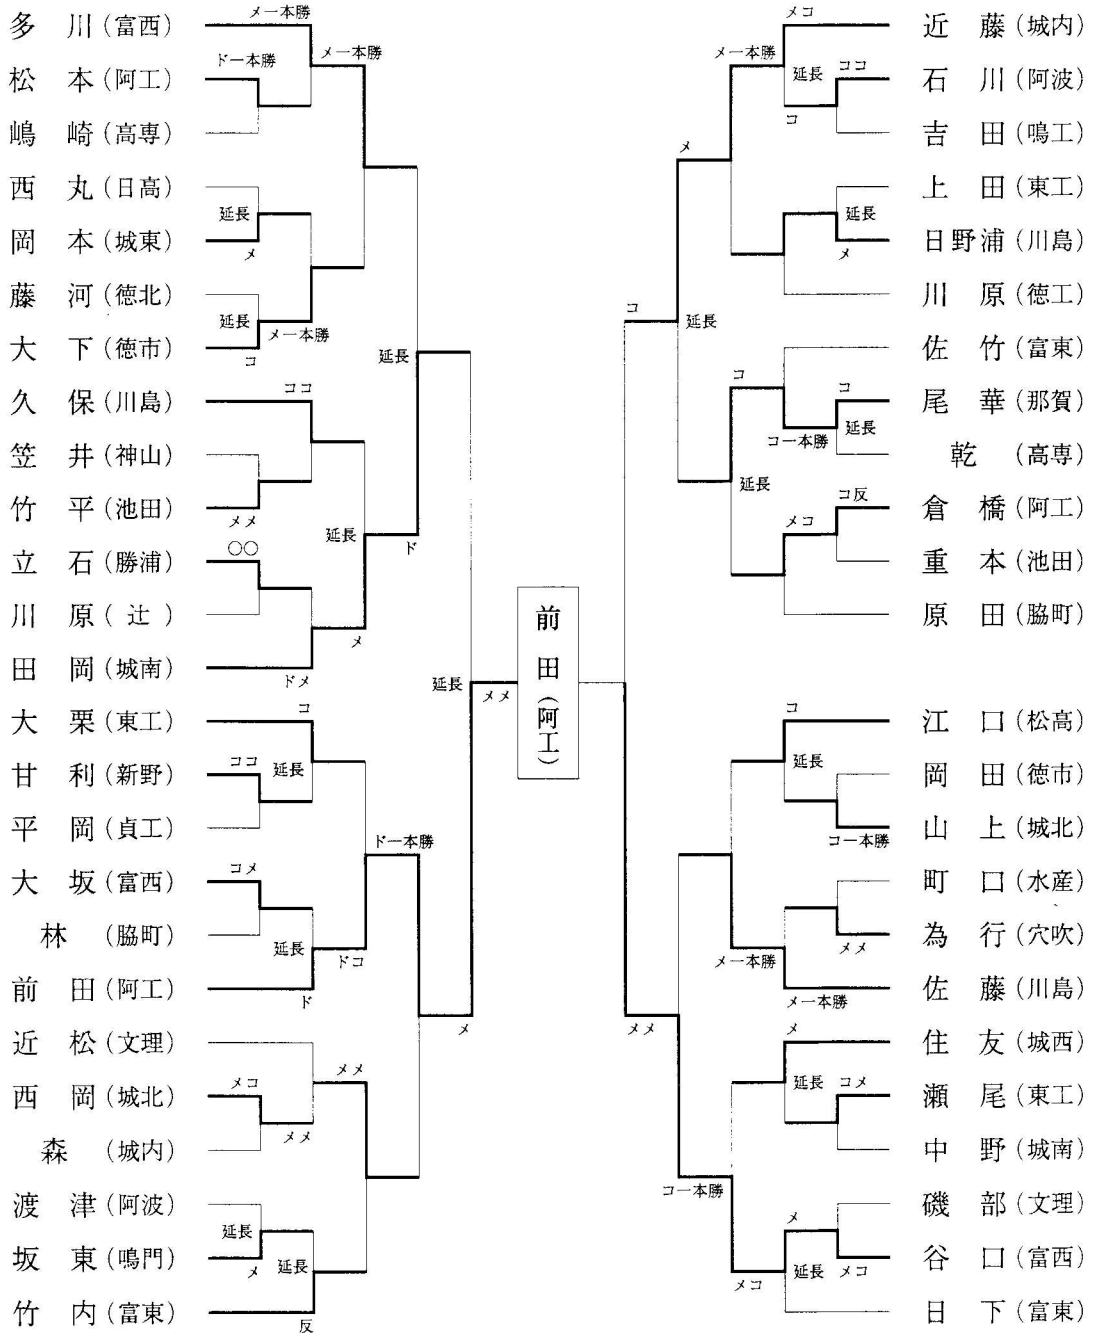 多川(富西)
メ一本勝
松本(阿工)
ド一本勝
メ一本勝
嶋崎(高専)
西丸(日高)
延長
岡本(城東)
メ
藤河(徳北)
延長
メ一本勝
大下(徳市)
コ
延長
久保(川島)
ココ
笠井(神山)
竹平(池田)
メメ
延長
ド
立石(勝浦)
○○
川原(辻)
メ
田岡(城南)
ドメ
延長
メメ
大栗(東工)
コ
甘利(新野)
ココ
延長
平岡(貞工)
ド一本勝
大坂(富西)
コメ
林(脇町)
延長
ドコ
前田(阿工)
ド
メ
近松(文理)
西岡(城北)
メコ
メメ
メメ
森(城内)
渡津(阿波)
延長
坂東(鳴門)
メ
延長
竹内(富東)
反
前田(阿工)
メコ
近藤(城内)
メ一本勝
延長
ココ
石川(阿波)
コ
吉田(鳴工)
メ
上田(東工)
延長
日野浦(川島)
メ
川原(徳工)
コ
延長
佐竹(富東)
コ
コ
尾華(那賀)
延長
コ一本勝
乾(高専)
延長
コ反
倉橋(阿工)
メコ
重本(池田)
原田(脇町)
コ
江口(松高)
延長
岡田(徳市)
山上(城北)
コ一本勝
町口(水産)
為行(穴吹)
メ一本勝
メメ
佐藤(川島)
メ一本勝
メメ
メ
住友(城西)
延長
コメ
瀬尾(東工)
中野(城南)
コ一本勝
磯部(文理)
メ
谷口(富西)
延長
メコ
メコ
日下(富東)